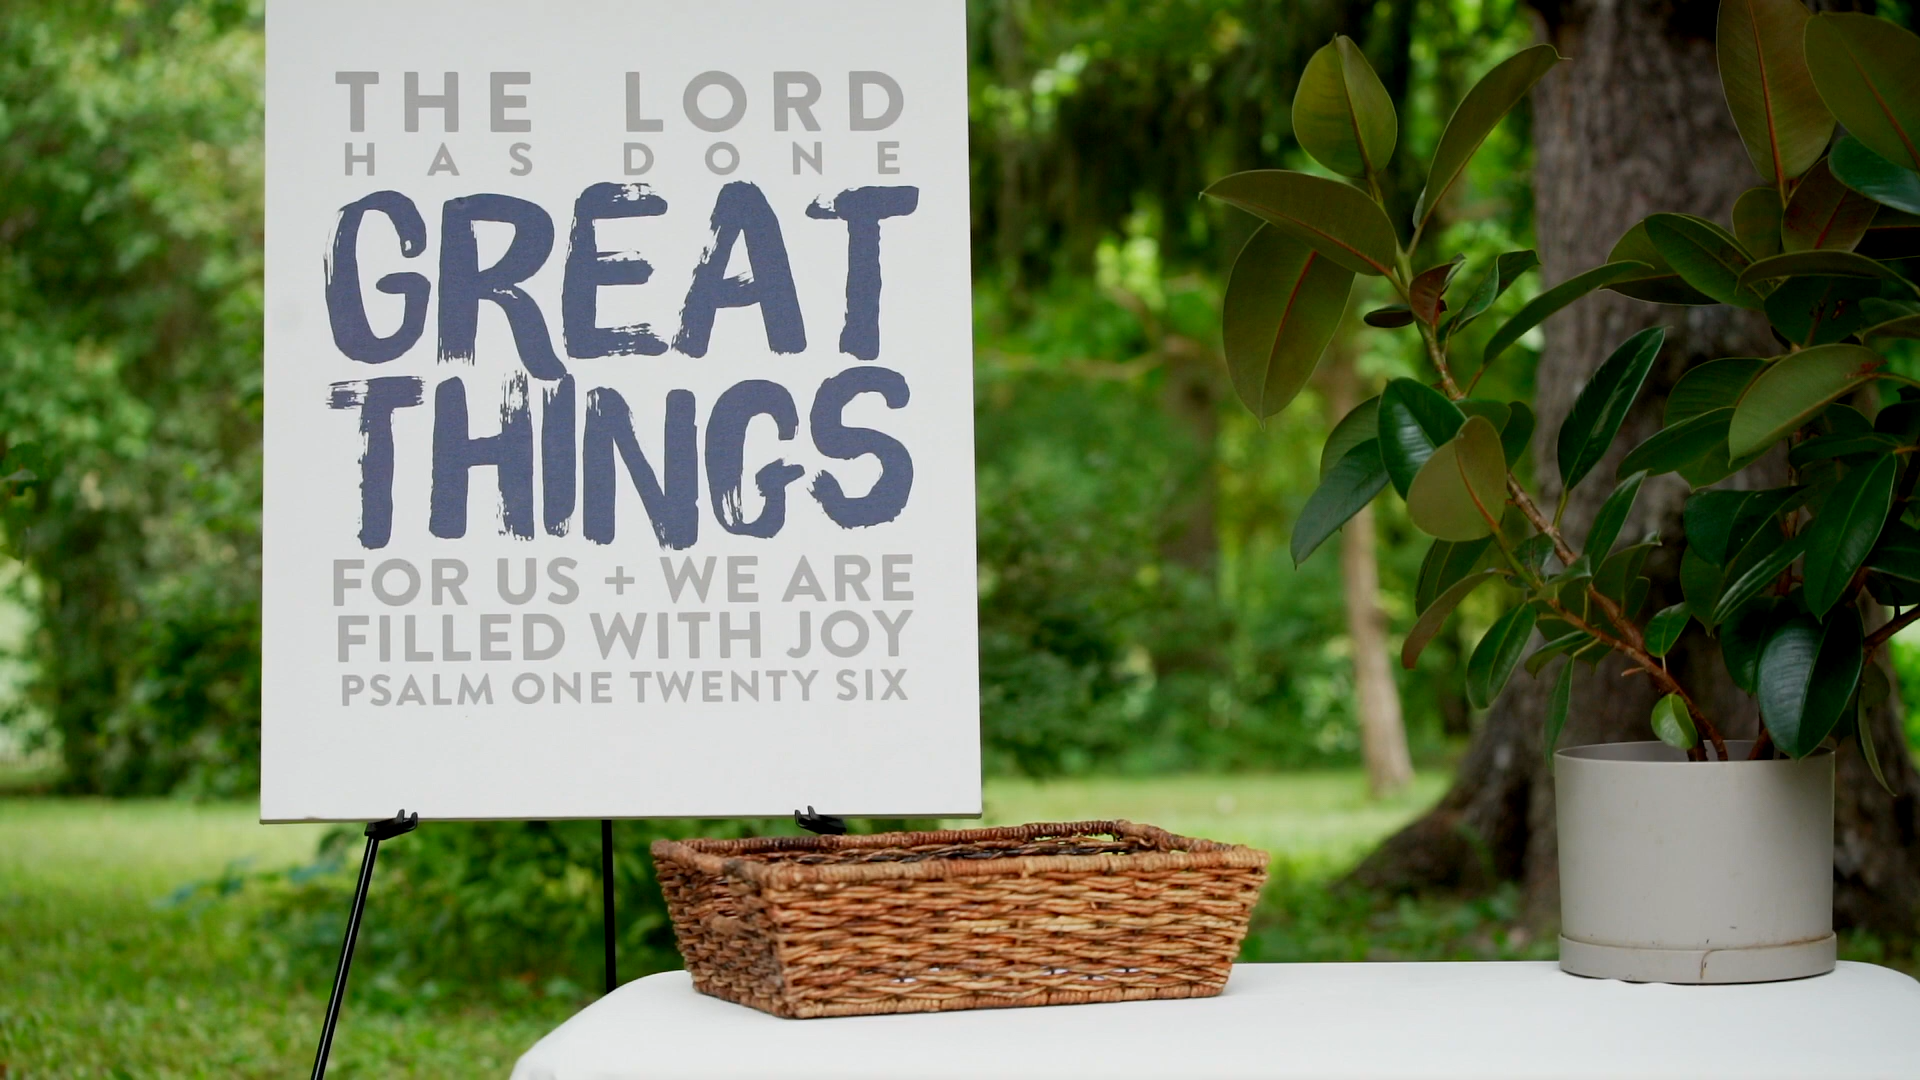 THE LORD
HAS DONE
GREAT
THINGS
FOR US + WE ARE
FILLED WITH JOY
PSALM ONE TWENTY SIX